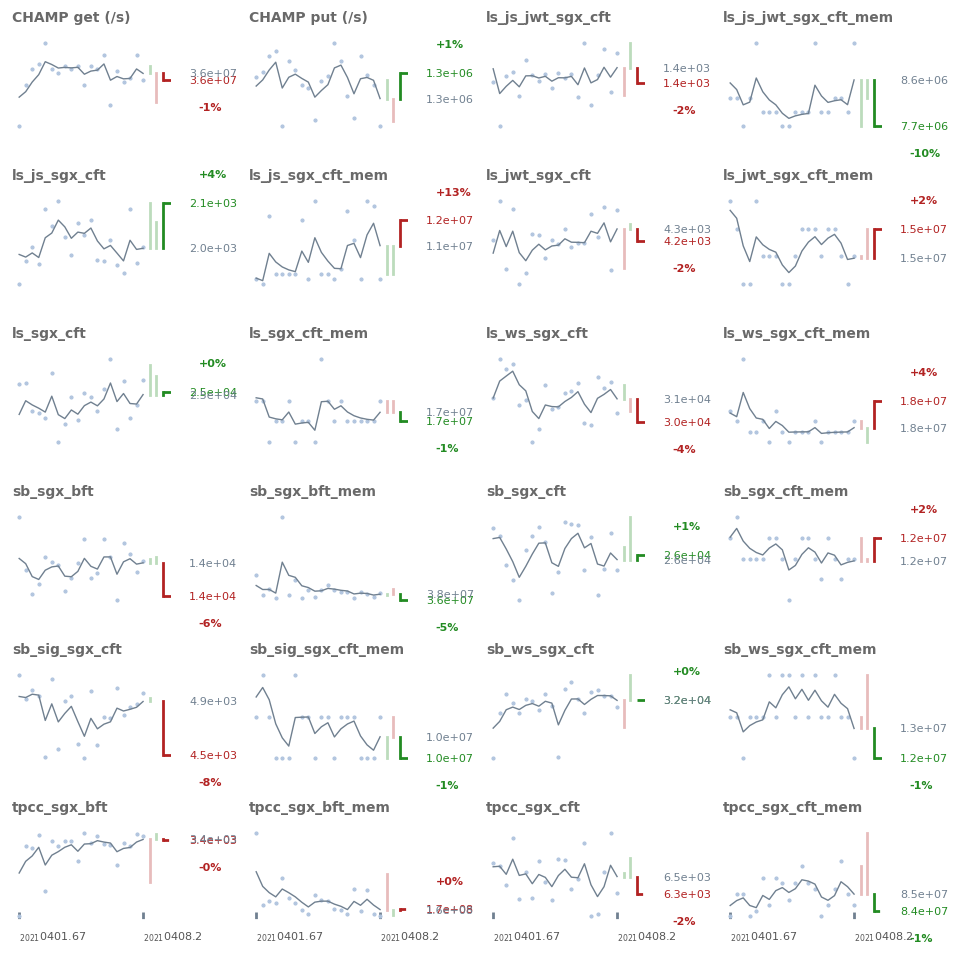 CHAMP get (/s)
3.6e+07
3.6e+07
-1%
CHAMP put (/s)
+1%
1.3e+06
1.3e+06
ls_js_jwt_sgx_cft
1.4e+03
1.4e+03
-2%
ls_js_jwt_sgx_cft_mem
8.6e+06
7.7e+06
-10%
ls_js_sgx_cft
+4%
2.1e+03
2.0e+03
ls_js_sgx_cft_mem
+13%
1.2e+07
1.1e+07
ls_jwt_sgx_cft
4.3e+03
4.2e+03
-2%
ls_jwt_sgx_cft_mem
+2%
1.5e+07
1.5e+07
ls_sgx_cft
+0%
2.5e+04
ls_sgx_cft_mem
1.7e+07
1.7e+07
-1%
ls_ws_sgx_cft
3.1e+04
3.0e+04
-4%
ls_ws_sgx_cft_mem
+4%
1.8e+07
1.8e+07
sb_sgx_bft
1.4e+04
1.4e+04
-6%
sb_sgx_bft_mem
3.8e+07
3.6e+07
-5%
sb_sgx_cft
+1%
2.6e+04
2.6e+04
sb_sgx_cft_mem
+2%
1.2e+07
1.2e+07
sb_sig_sgx_cft
4.9e+03
4.5e+03
-8%
sb_sig_sgx_cft_mem
1.0e+07
1.0e+07
-1%
sb_ws_sgx_cft
+0%
3.2e+04
sb_ws_sgx_cft_mem
1.3e+07
1.2e+07
-1%
tpcc_sgx_bft
3.4e+03
3.4e+03
-0%
2021 0401.67
2021 0408.2
tpcc_sgx_bft_mem
+0%
2021 0401.67
2021 0408.2
tpcc_sgx_cft
6.5e+03
6.3e+03
-2%
2021 0401.67
2021 0408.2
tpcc_sgx_cft_mem
8.5e+07
8.4e+07
-1%
2021 0401.67
2021 0408.2